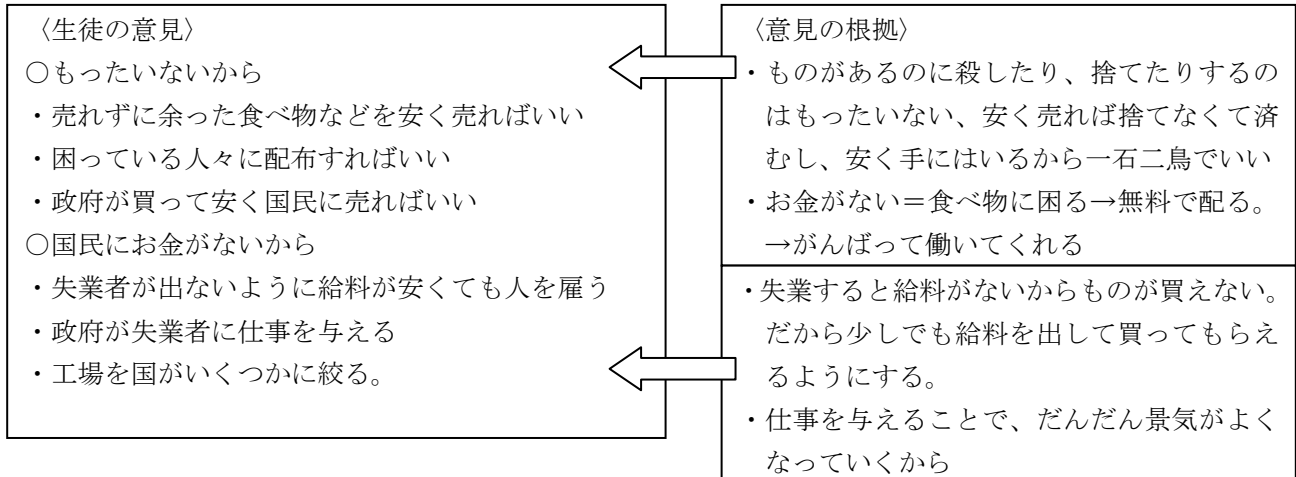 〈生徒の意見〉
○もったいないから
・売れずに余った食べ物などを安く売ればいい
・困っている人々に配布すればいい
・政府が買って安く国民に売ればいい
○国民にお金がないから
・失業者が出ないように給料が安くても人を雇う
・政府が失業者に仕事を与える
・工場を国がいくつかに絞る。
〈意見の根拠〉
・ものがあるのに殺したり、捨てたりするの
はもったいない、安く売れば捨てなくて済
むし、安く手にはいるから一石二鳥でいい
・お金がない＝食べ物に困る→無料で配る。
→がんばって働いてくれる
・失業すると給料がないからものが買えない。
だから少しでも給料を出して買ってもらえ
るようにする。
・仕事を与えることで、だんだん景気がよく
なっていくから